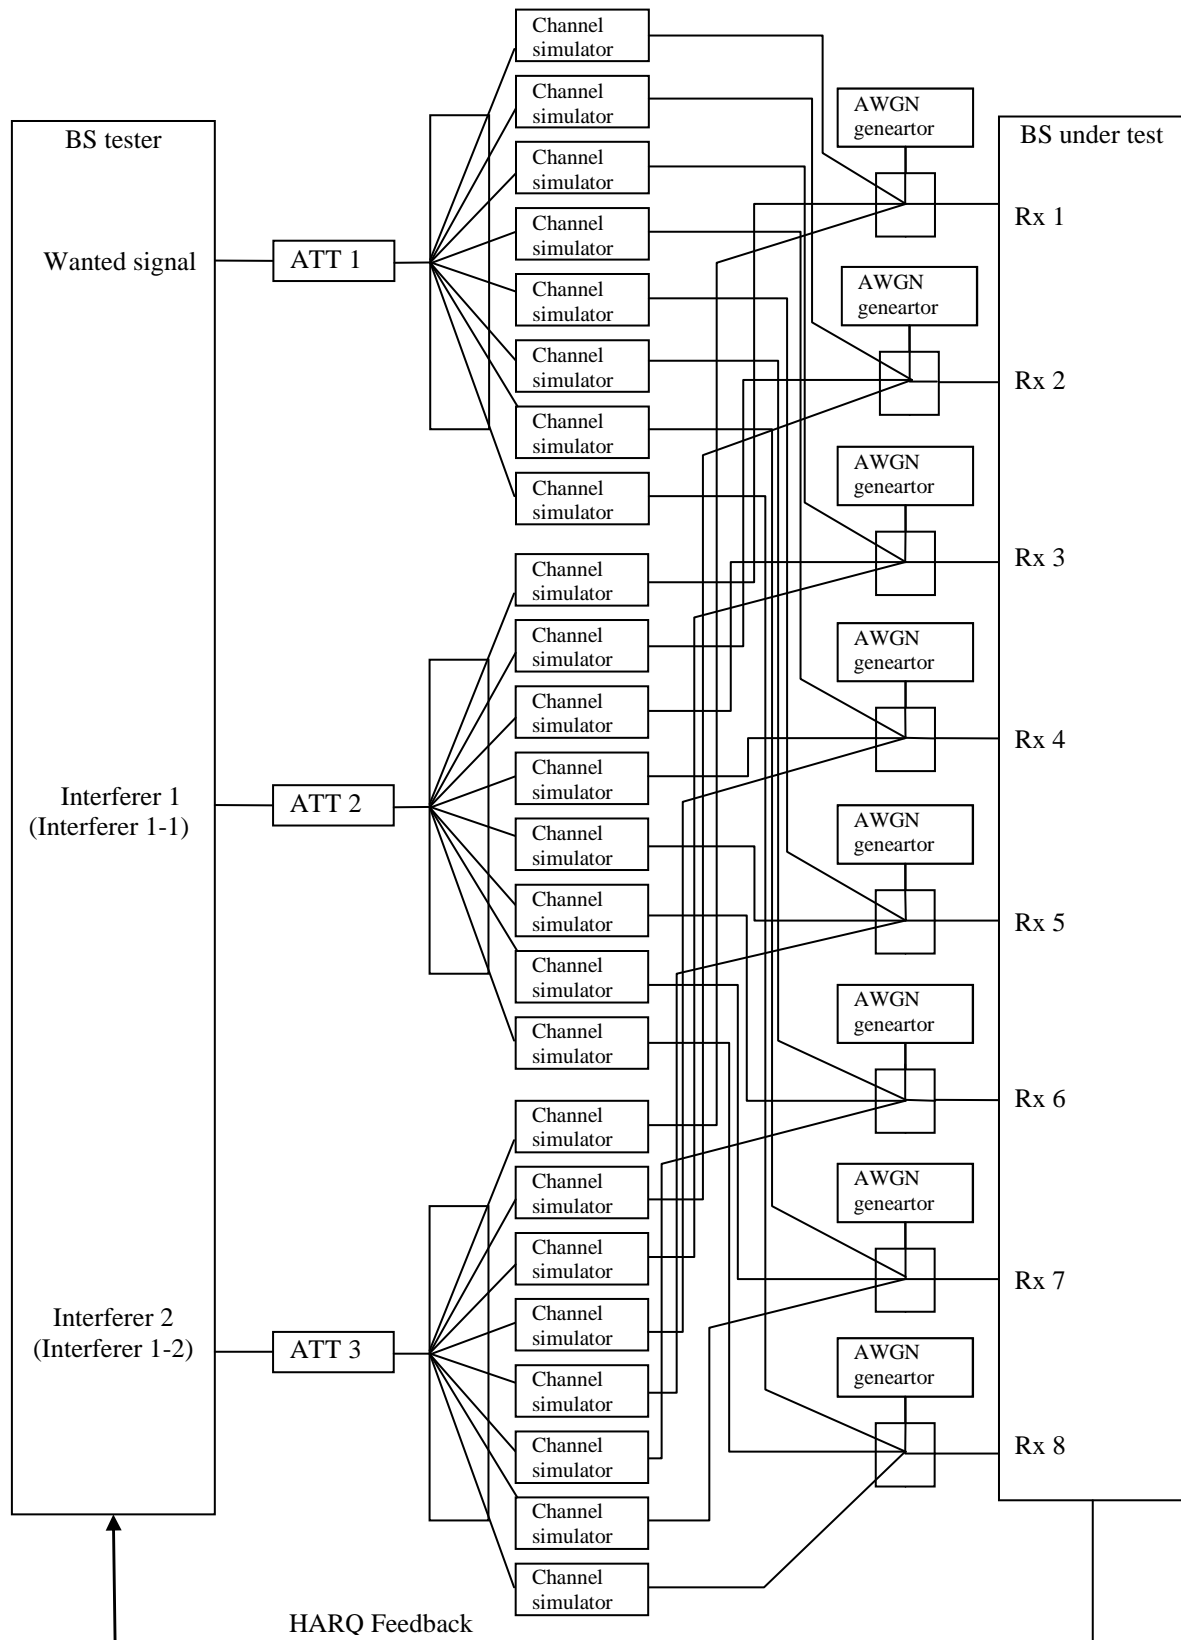 BS tester
Wanted signal
Interferer 1
(Interferer 1-1)
Interferer 2
(Interferer 1-2)
ATT 1
ATT 2
ATT 3
Channel
simulator
Channel
simulator
Channel
simulator
Channel
simulator
Channel
simulator
Channel
simulator
Channel
simulator
Channel
simulator
Channel
simulator
Channel
simulator
Channel
simulator
Channel
simulator
Channel
simulator
Channel
simulator
Channel
simulator
Channel
simulator
Channel
simulator
Channel
simulator
Channel
simulator
Channel
simulator
Channel
simulator
Channel
simulator
Channel
simulator
Channel
simulator
AWGN
geneartor
AWGN
geneartor
AWGN
geneartor
AWGN
geneartor
AWGN
geneartor
AWGN
geneartor
AWGN
geneartor
AWGN
geneartor
BS under test
Rx 1
Rx 2
Rx 3
Rx 4
Rx 5
Rx 6
Rx 7
Rx 8
HARQ Feedback